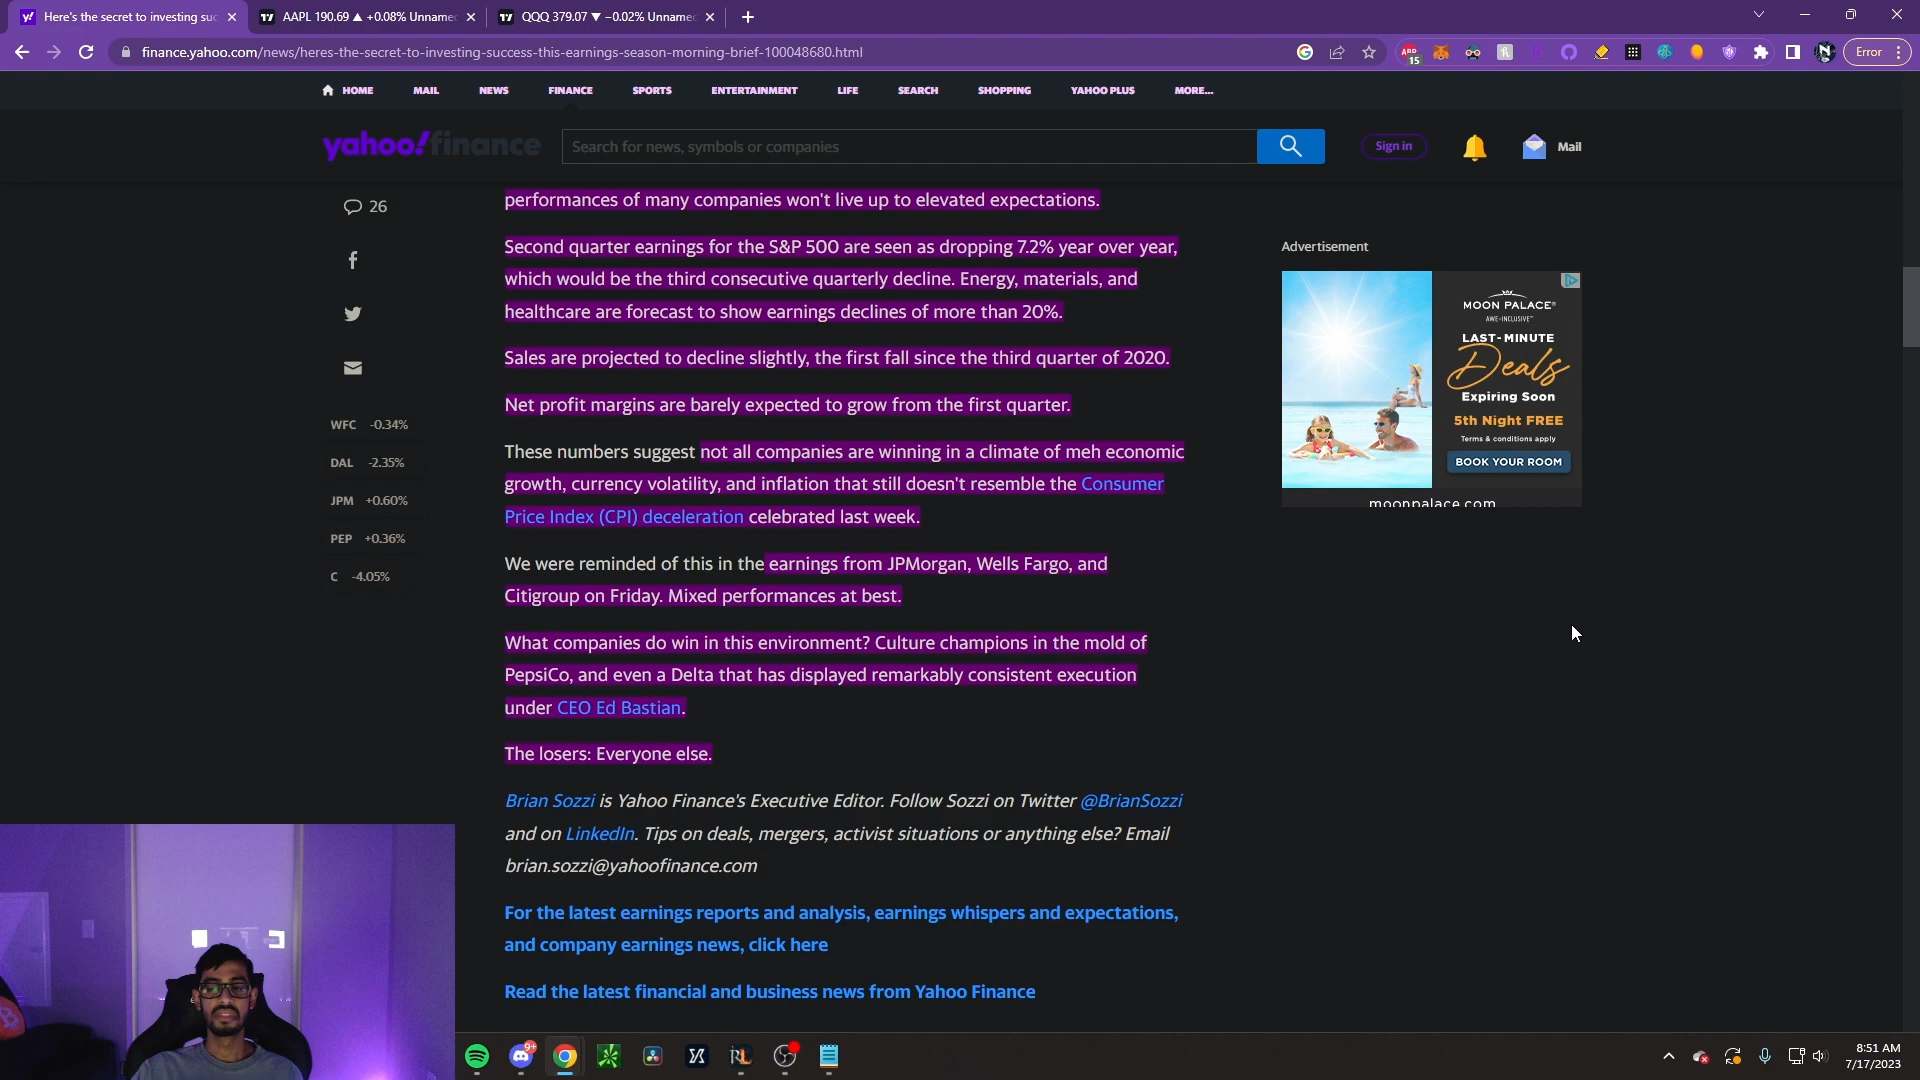 Here's the secret to investing suc
AAPL 190.69 ▲ +0.08% Unname
QQQ 379.07 ▼ −0.02% Unname
finance.yahoo.com/news/heres-the-secret-to-investing-success-this-earnings-season-morning-brief-100048680.html
15
Error
HOME MAIL NEWS FINANCE SPORTS ENTERTAINMENT LIFE SEARCH SHOPPING YAHOO PLUS MORE...
yahoo!finance
Search for news, symbols or companies
Sign in
Mail
26
performances of many companies won't live up to elevated expectations.
Second quarter earnings for the S&P 500 are seen as dropping 7.2% year over year,
which would be the third consecutive quarterly decline. Energy, materials, and
healthcare are forecast to show earnings declines of more than 20%.
Sales are projected to decline slightly, the first fall since the third quarter of 2020.
Net profit margins are barely expected to grow from the first quarter.
These numbers suggest not all companies are winning in a climate of meh economic
growth, currency volatility, and inflation that still doesn't resemble the Consumer
Price Index (CPI) deceleration celebrated last week.
We were reminded of this in the earnings from JPMorgan, Wells Fargo, and
Citigroup on Friday. Mixed performances at best.
What companies do win in this environment? Culture champions in the mold of
PepsiCo, and even a Delta that has displayed remarkably consistent execution
under CEO Ed Bastian.
The losers: Everyone else.
Brian Sozzi is Yahoo Finance's Executive Editor. Follow Sozzi on Twitter @BrianSozzi
and on LinkedIn. Tips on deals, mergers, activist situations or anything else? Email
brian.sozzi@yahoofinance.com
For the latest earnings reports and analysis, earnings whispers and expectations,
and company earnings news, click here
Read the latest financial and business news from Yahoo Finance
WFC -0.34%
DAL -2.35%
JPM +0.60%
PEP +0.36%
C -4.05%
Advertisement
MOON PALACE®
AWE-INCLUSIVE™
LAST-MINUTE
Deals
Expiring Soon
5th Night FREE
Terms & conditions apply
BOOK YOUR ROOM
moonpalace.com
9+
8:51 AM
7/17/2023